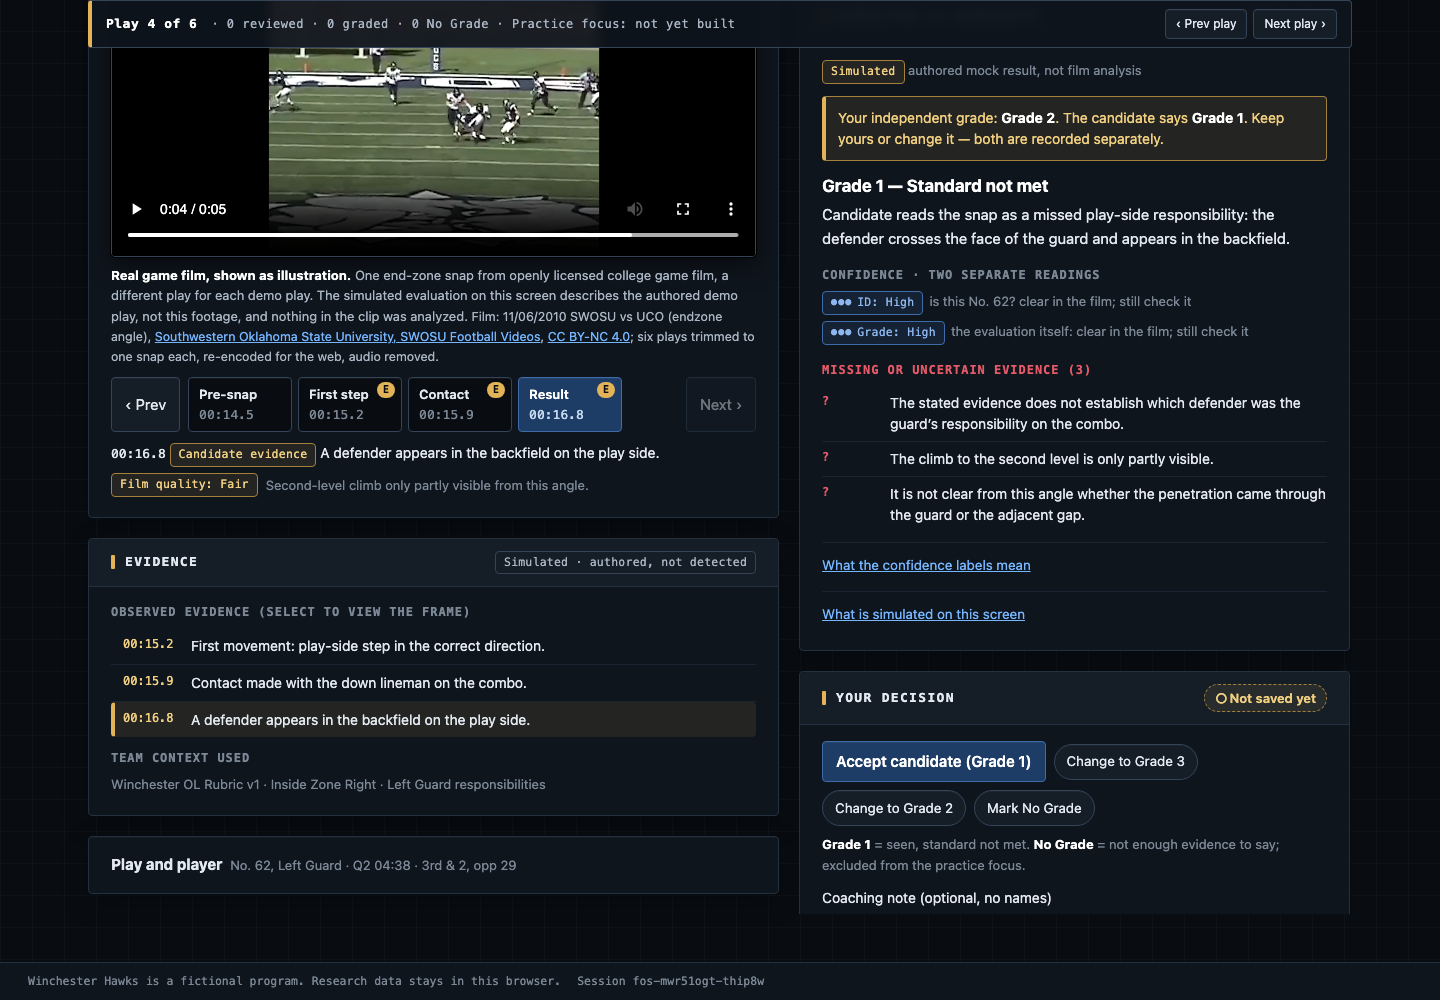 Play 4 of 6 · 0 reviewed · 0 graded · 0 No Grade · Practice focus: not yet built
‹ Prev play
Next play ›
UCB
0:04 / 0:05
Real game film, shown as illustration. One end-zone snap from openly licensed college game film, a
different play for each demo play. The simulated evaluation on this screen describes the authored demo
play, not this footage, and nothing in the clip was analyzed. Film: 11/06/2010 SWOSU vs UCO (endzone
angle), Southwestern Oklahoma State University, SWOSU Football Videos, CC BY-NC 4.0; six plays trimmed to
one snap each, re-encoded for the web, audio removed.
‹ Prev
Pre-snap
00:14.5
First step E
00:15.2
Contact E
00:15.9
Result E
00:16.8
Next ›
00:16.8 Candidate evidence A defender appears in the backfield on the play side.
Film quality: Fair Second-level climb only partly visible from this angle.
EVIDENCE
Simulated · authored, not detected
OBSERVED EVIDENCE (SELECT TO VIEW THE FRAME)
00:15.2 First movement: play-side step in the correct direction.
00:15.9 Contact made with the down lineman on the combo.
00:16.8 A defender appears in the backfield on the play side.
TEAM CONTEXT USED
Winchester OL Rubric v1 · Inside Zone Right · Left Guard responsibilities
Play and player No. 62, Left Guard · Q2 04:38 · 3rd & 2, opp 29
Simulated authored mock result, not film analysis
Your independent grade: Grade 2. The candidate says Grade 1. Keep
yours or change it — both are recorded separately.
Grade 1 — Standard not met
Candidate reads the snap as a missed play-side responsibility: the
defender crosses the face of the guard and appears in the backfield.
CONFIDENCE · TWO SEPARATE READINGS
●●● ID: High is this No. 62? clear in the film; still check it
●●● Grade: High the evaluation itself: clear in the film; still check it
MISSING OR UNCERTAIN EVIDENCE (3)
? The stated evidence does not establish which defender was the
guard’s responsibility on the combo.
? The climb to the second level is only partly visible.
? It is not clear from this angle whether the penetration came through
the guard or the adjacent gap.
What the confidence labels mean
What is simulated on this screen
YOUR DECISION
Not saved yet
Accept candidate (Grade 1)
Change to Grade 3
Change to Grade 2
Mark No Grade
Grade 1 = seen, standard not met. No Grade = not enough evidence to say;
excluded from the practice focus.
Coaching note (optional, no names)
Winchester Hawks is a fictional program. Research data stays in this browser. Session fos-mwr51ogt-thip8w